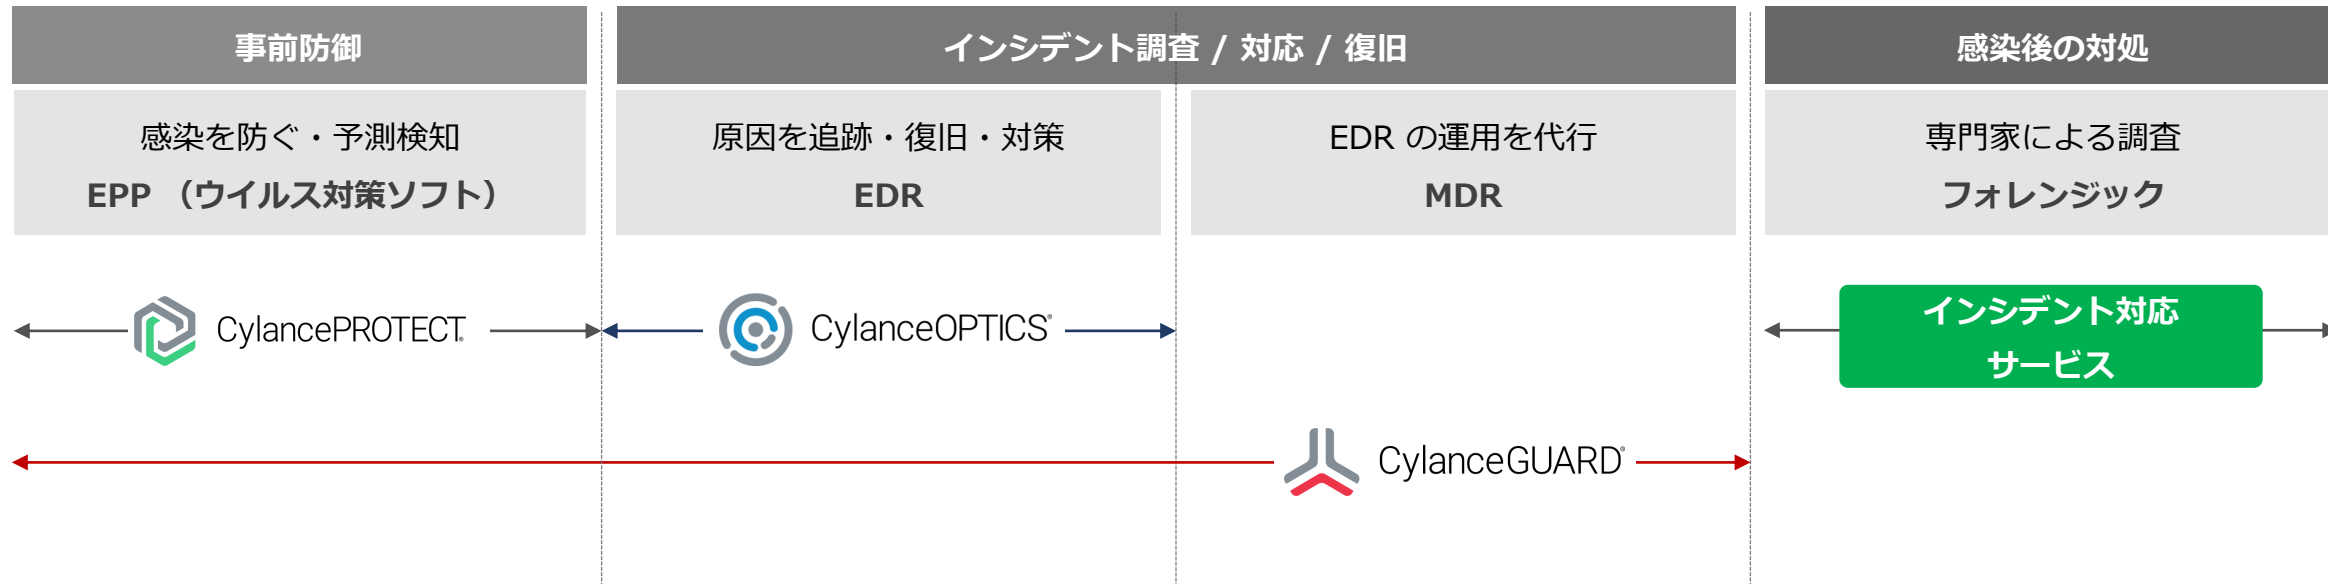 事前防御
インシデント調査 / 対応 / 復旧
感染後の対処
感染を防ぐ・予測検知
EPP （ウイルス対策ソフト）
原因を追跡・復旧・対策
EDR
EDR の運用を代行
MDR
専門家による調査
フォレンジック
CylancePROTECT®
CylanceOPTICS®
インシデント対応
サービス
CylanceGUARD®